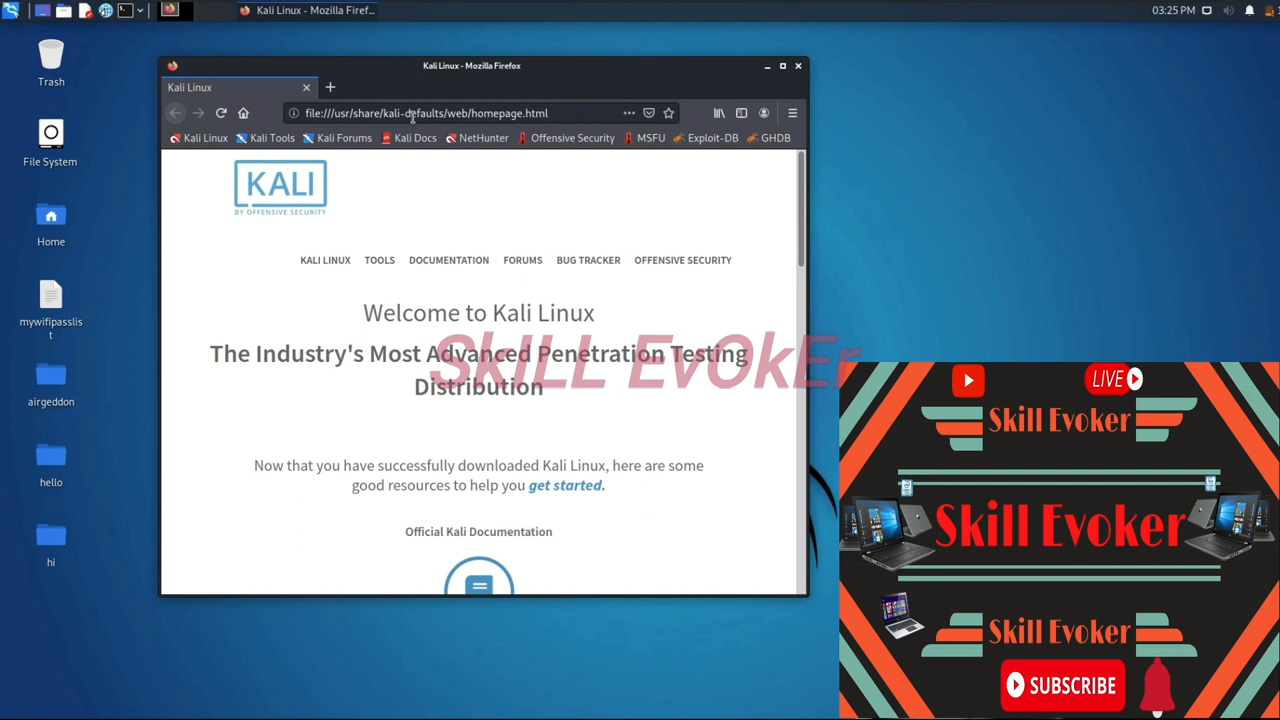 Kali Linux - Mozilla Firef...
03:25 PM
Trash
File System
Home
mywifipasslis
t
airgeddon
hello
hi
Kali Linux - Mozilla Firefox
Kali Linux
file:///usr/share/kali-defaults/web/homepage.html
Kali Linux
Kali Tools
Kali Forums
Kali Docs
NetHunter
Offensive Security
MSFU
Exploit-DB
GHDB
KALI
BY OFFENSIVE SECURITY
KALI LINUX
TOOLS
DOCUMENTATION
FORUMS
BUG TRACKER
OFFENSIVE SECURITY
Welcome to Kali Linux
The Industry's Most Advanced Penetration Testing
Distribution
SkILL EvOkEr
Now that you have successfully downloaded Kali Linux, here are some
good resources to help you get started.
Official Kali Documentation
LIVE
Skill Evoker
Skill Evoker
Skill Evoker
SUBSCRIBE